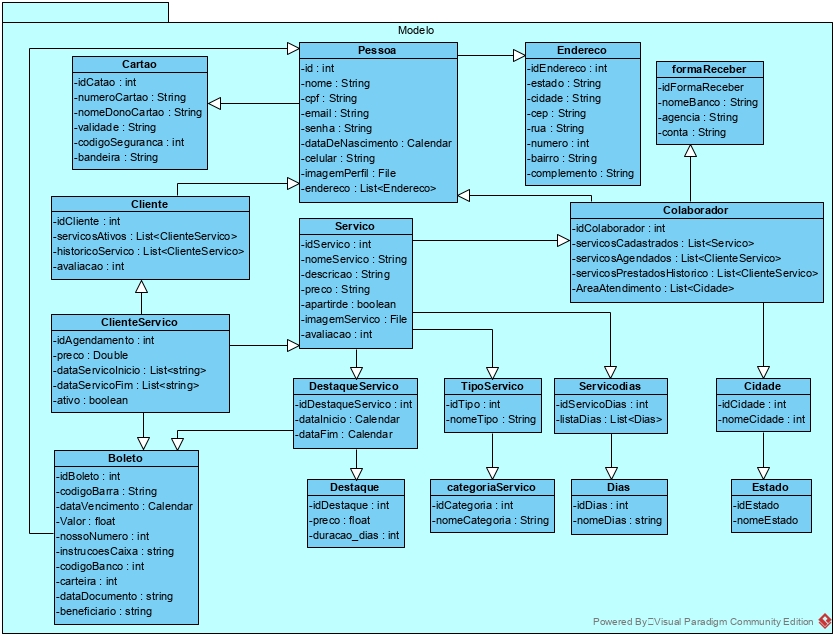 Modelo
Cartao
-idCatao : int
-numeroCartao : String
-nomeDonoCartao : String
-validade : String
-codigoSeguranca : int
-bandeira : String
Pessoa
-id : int
-nome : String
-cpf : String
-email : String
-senha : String
-dataDeNascimento : Calendar
-celular : String
-imagemPerfil : File
-endereco : List<Endereco>
Endereco
-idEndereco : int
-estado : String
-cidade : String
-cep : String
-rua : String
-numero : int
-bairro : String
-complemento : String
formaReceber
-idFormaReceber
-nomeBanco : String
-agencia : String
-conta : String
Cliente
-idCliente : int
-servicosAtivos : List<ClienteServico>
-historicoServico : List<ClienteServico>
-avaliacao : int
Servico
-idServico : int
-nomeServico : String
-descricao : String
-preco : String
-apartirde : boolean
-imagemServico : File
-avaliacao : int
Colaborador
-idColaborador : int
-servicosCadastrados : List<Servico>
-servicosAgendados : List<ClienteServico>
-servicosPrestadosHistorico : List<ClienteServico>
-AreaAtendimento : List<Cidade>
ClienteServico
-idAgendamento : int
-preco : Double
-dataServicoInicio : List<string>
-dataServicoFim : List<string>
-ativo : boolean
DestaqueServico
-idDestaqueServico : int
-dataInicio : Calendar
-dataFim : Calendar
TipoServico
-idTipo : int
-nomeTipo : String
Servicodias
-idServicoDias : int
-listaDias : List<Dias>
Cidade
-idCidade : int
-nomeCidade : int
Boleto
-idBoleto : int
-codigoBarra : String
-dataVencimento : Calendar
-Valor : float
-nossoNumero : int
-instrucoesCaixa : string
-codigoBanco : int
-carteira : int
-dataDocumento : string
-beneficiario : string
Destaque
-idDestaque : int
-preco : float
-duracao_dias : int
categoriaServico
-idCategoria : int
-nomeCategoria : String
Dias
-idDias : int
-nomeDias : string
Estado
-idEstado
-nomeEstado
Powered By Visual Paradigm Community Edition